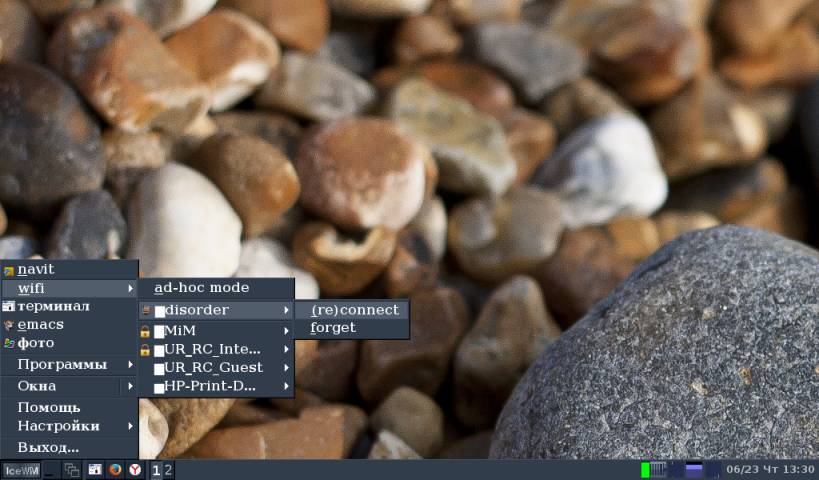 navit
wifi
терминал
emacs
фото
Программы
Окна
Помощь
Настройки
Выход...
ad-hoc mode
disorder
MiM
UR_RC_Inte...
UR_RC_Guest
HP-Print-D...
(re)connect
forget
IceWM
1 2
06/23 Чт 13:30